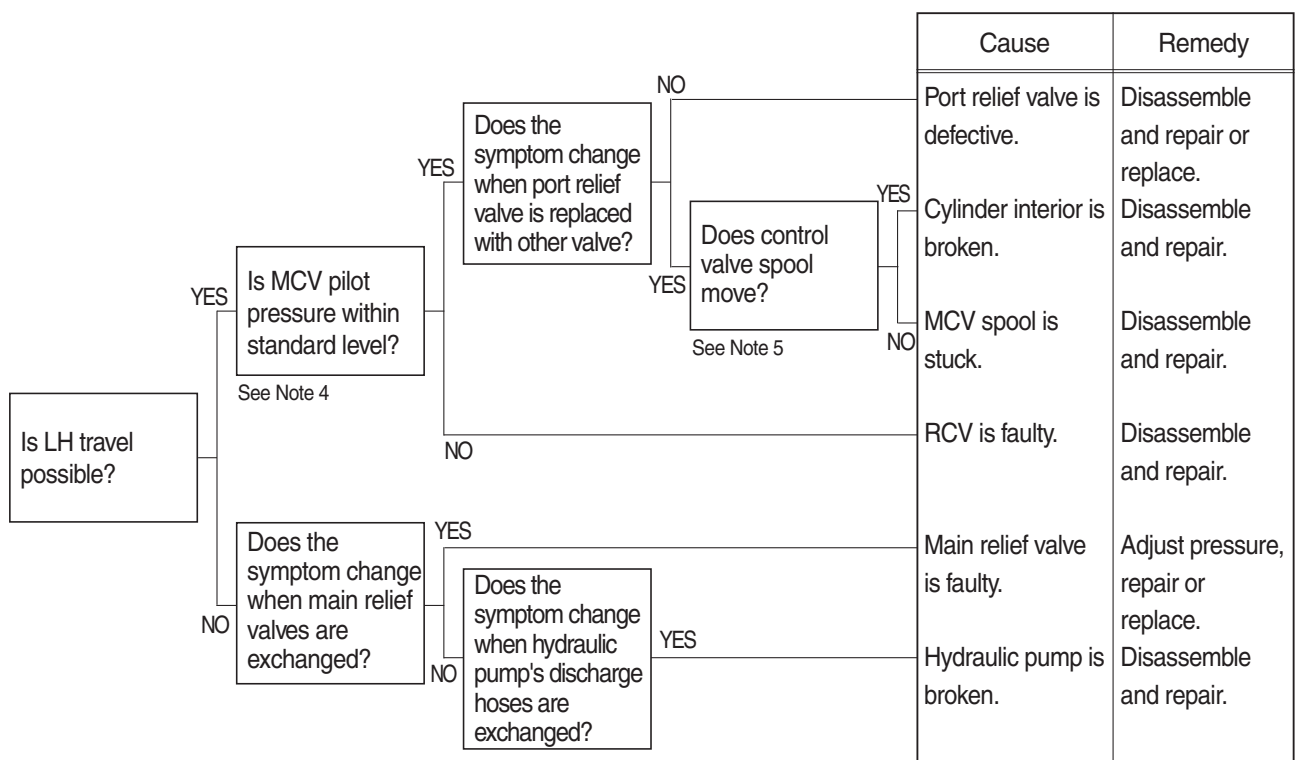 Cause
Remedy
NO
Port relief valve is
defective.
Disassemble
and repair or
replace.
Does the
symptom change
when port relief
valve is replaced
with other valve?
YES
YES
Cylinder interior is
broken.
Disassemble
and repair.
Does control
valve spool
move?
YES
See Note 5
NO
MCV spool is
stuck.
Disassemble
and repair.
YES
Is MCV pilot
pressure within
standard level?
See Note 4
Is LH travel
possible?
NO
RCV is faulty.
Disassemble
and repair.
YES
Main relief valve
is faulty.
Adjust pressure,
repair or
replace.
Does the
symptom change
when main relief
valves are
exchanged?
NO
NO
Does the
symptom change
when hydraulic
pump's discharge
hoses are
exchanged?
YES
Hydraulic pump is
broken.
Disassemble
and repair.